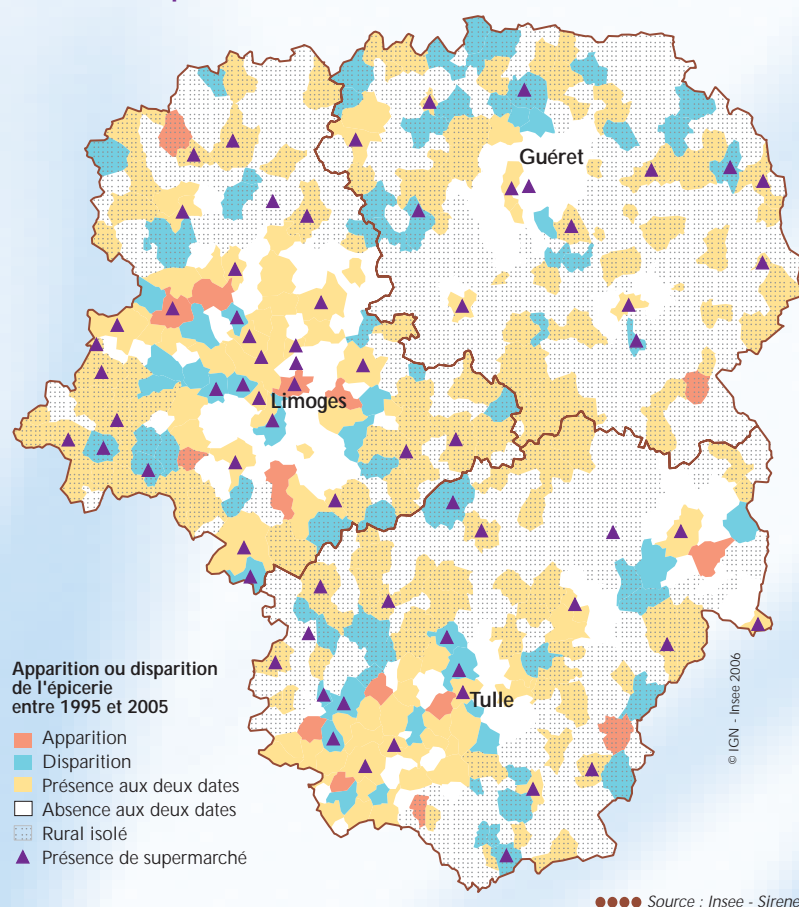 Guéret
Limoges
Tulle
Apparition ou disparition
de l'épicerie
entre 1995 et 2005
Apparition
Disparition
Présence aux deux dates
Absence aux deux dates
Rural isolé
Présence de supermarché
© IGN - Insee 2006
Source : Insee - Sirene